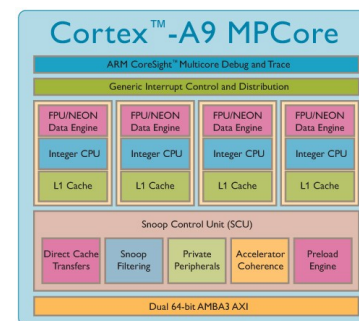 Cortex™-A9 MPCore
ARM CoreSight™ Multicore Debug and Trace
Generic Interrupt Control and Distribution
FPU/NEON
Data Engine
Integer CPU
L1 Cache
FPU/NEON
Data Engine
Integer CPU
L1 Cache
FPU/NEON
Data Engine
Integer CPU
L1 Cache
FPU/NEON
Data Engine
Integer CPU
L1 Cache
Snoop Control Unit (SCU)
Direct Cache
Transfers
Snoop
Filtering
Private
Peripherals
Accelerator
Coherence
Preload
Engine
Dual 64-bit AMBA3 AXI